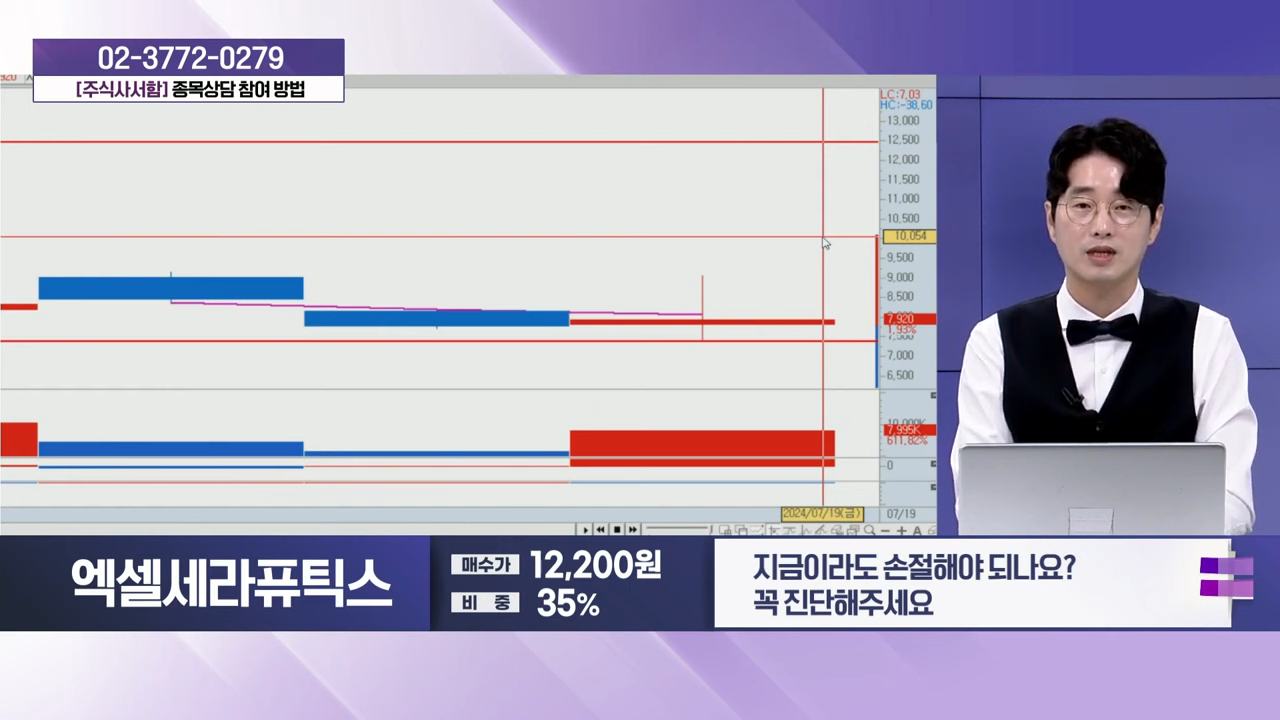 02-3772-0279
[주식사서함] 종목상담 참여 방법
920
LC:7,03
HC:-38,60
13,000
12,500
12,000
11,500
11,000
10,500
10,054
9,500
9,000
8,500
7,920
1,93%
7,500
7,000
6,500
10,000K
7,995K
611,82%
0
2024/07/19(금)
07/19
A
엑셀세라퓨틱스
매수가 12,200원
비 중 35%
지금이라도 손절해야 되나요?
꼭 진단해주세요